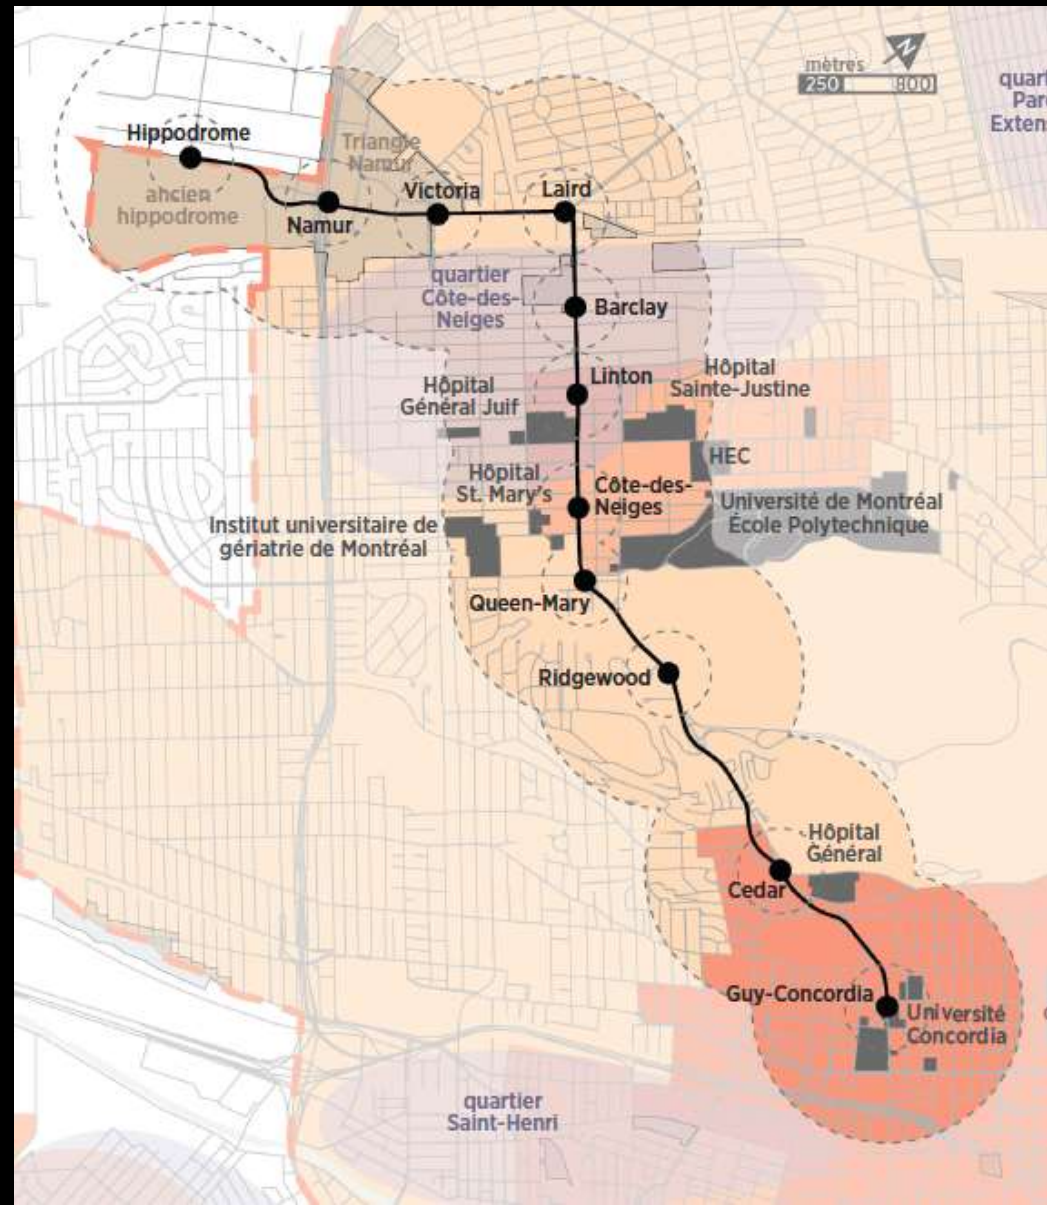 mètres
250 800
N
quart
Par
Exten
Hippodrome
Triangle
Namur
Victoria
Laird
ahcien
hippodrome
Namur
quartier
Côte-des-
Neiges
Barclay
Linton
Hôpital
Sainte-Justine
Hôpital
Général Juif
HEC
Hôpital
St. Mary's
Côte-des-
Neiges
Université de Montréal
École Polytechnique
Institut universitaire de
gériatrie de Montréal
Queen-Mary
Ridgewood
Hôpital
Général
Cedar
Guy-Concordia
Université
Concordia
quartier
Saint-Henri